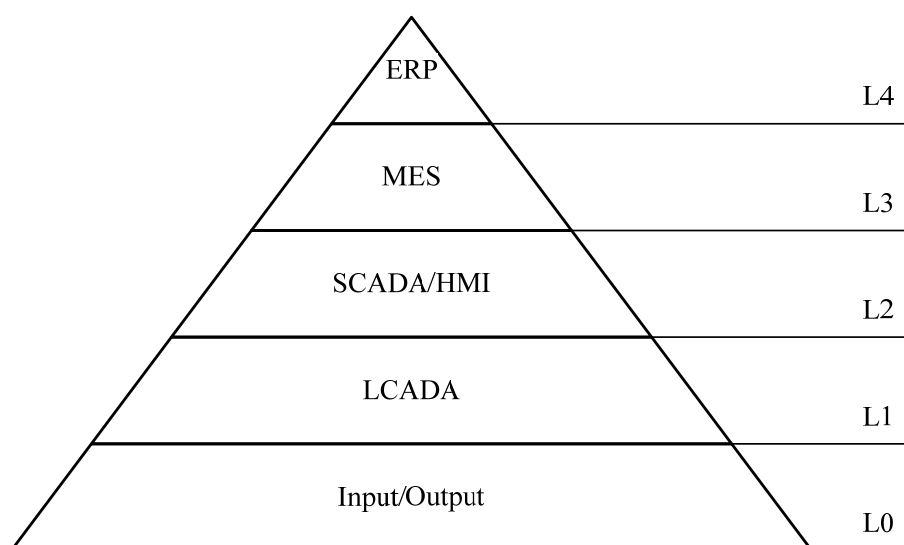 ERP
L4
MES
L3
SCADA/HMI
L2
LCADA
L1
Input/Output
L0